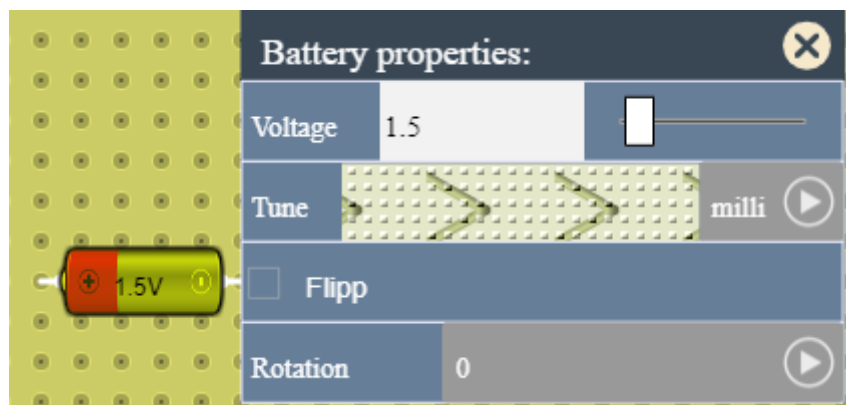 Battery properties:
Voltage 1.5
Tune milli
1.5V
Flipp
Rotation 0